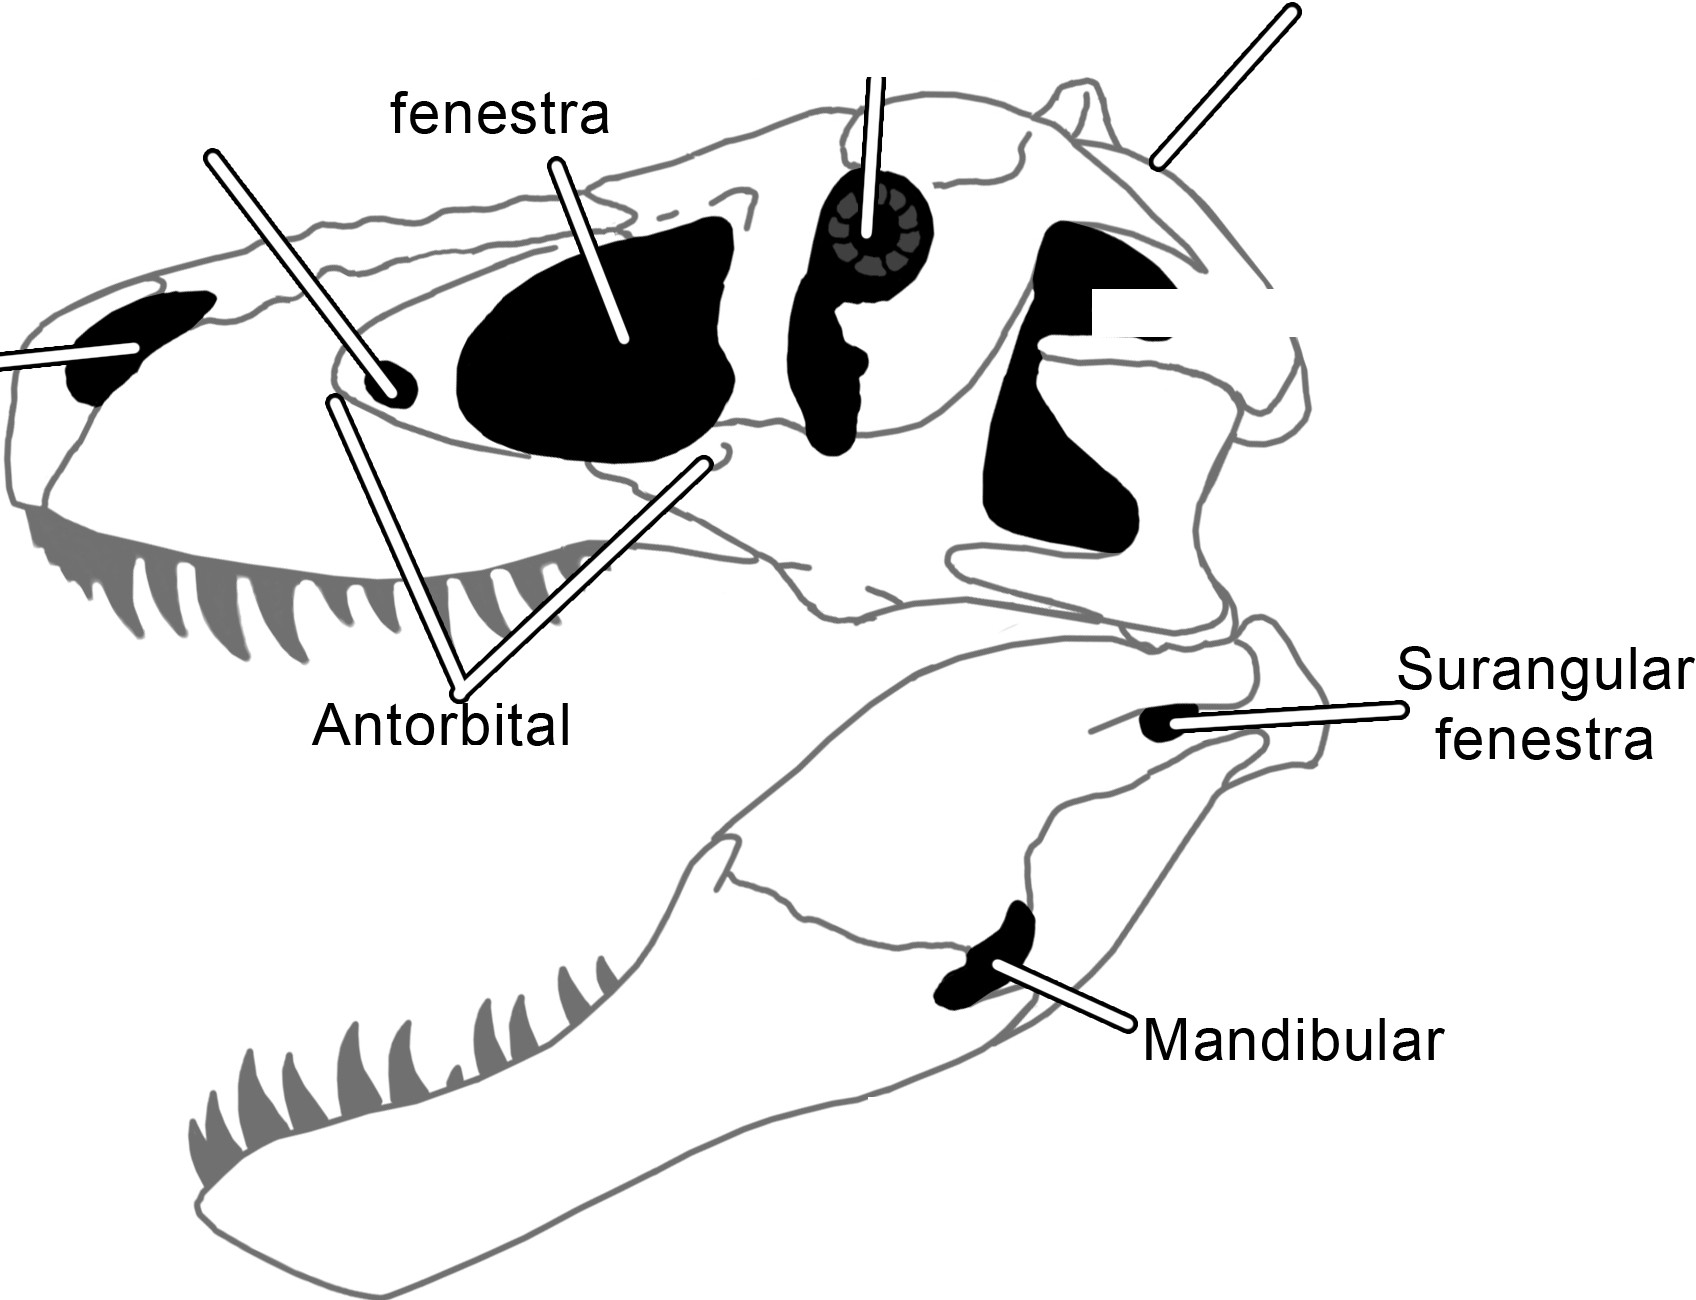 fenestra
Antorbital
Surangular
fenestra
Mandibular